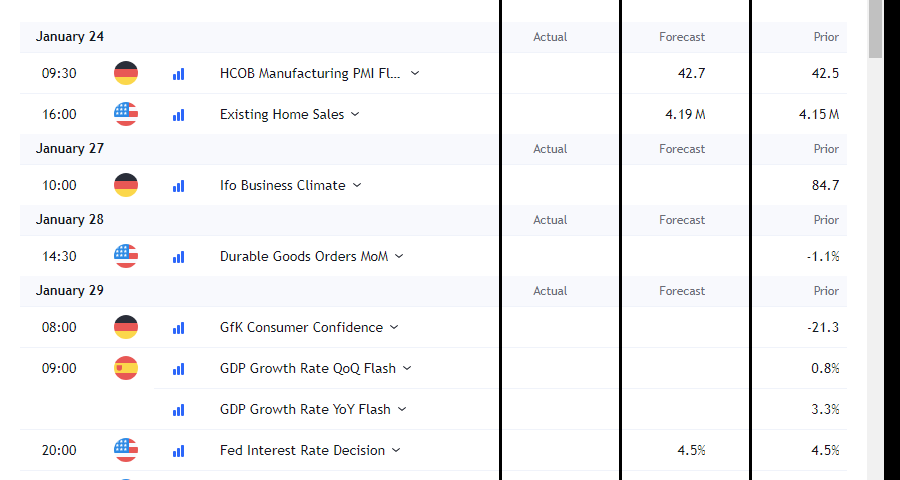 January 24 Actual Forecast Prior
09:30 HCOB Manufacturing PMI Fl... 42.7 42.5
16:00 Existing Home Sales 4.19 M 4.15 M
January 27 Actual Forecast Prior
10:00 Ifo Business Climate 84.7
January 28 Actual Forecast Prior
14:30 Durable Goods Orders MoM -1.1%
January 29 Actual Forecast Prior
08:00 GfK Consumer Confidence -21.3
09:00 GDP Growth Rate QoQ Flash 0.8%
GDP Growth Rate YoY Flash 3.3%
20:00 Fed Interest Rate Decision 4.5% 4.5%